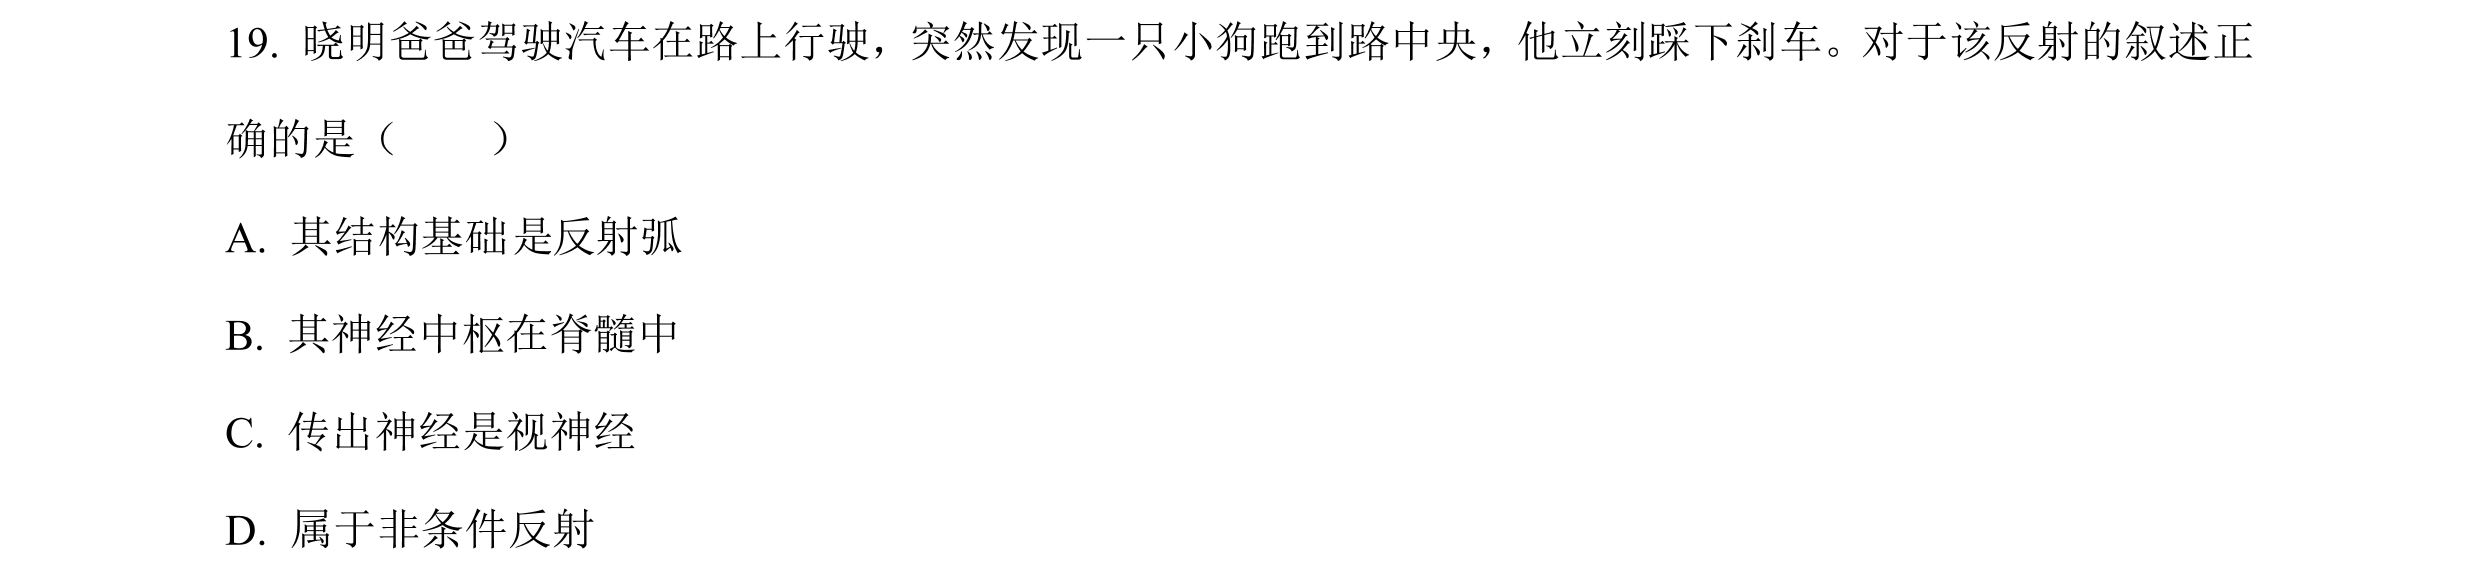 19. 晓明爸爸驾驶汽车在路上行驶，突然发现一只小狗跑到路中央，他立刻踩下刹车。对于该反射的叙述正
确的是（　　）
A. 其结构基础是反射弧
B. 其神经中枢在脊髓中
C. 传出神经是视神经
D. 属于非条件反射